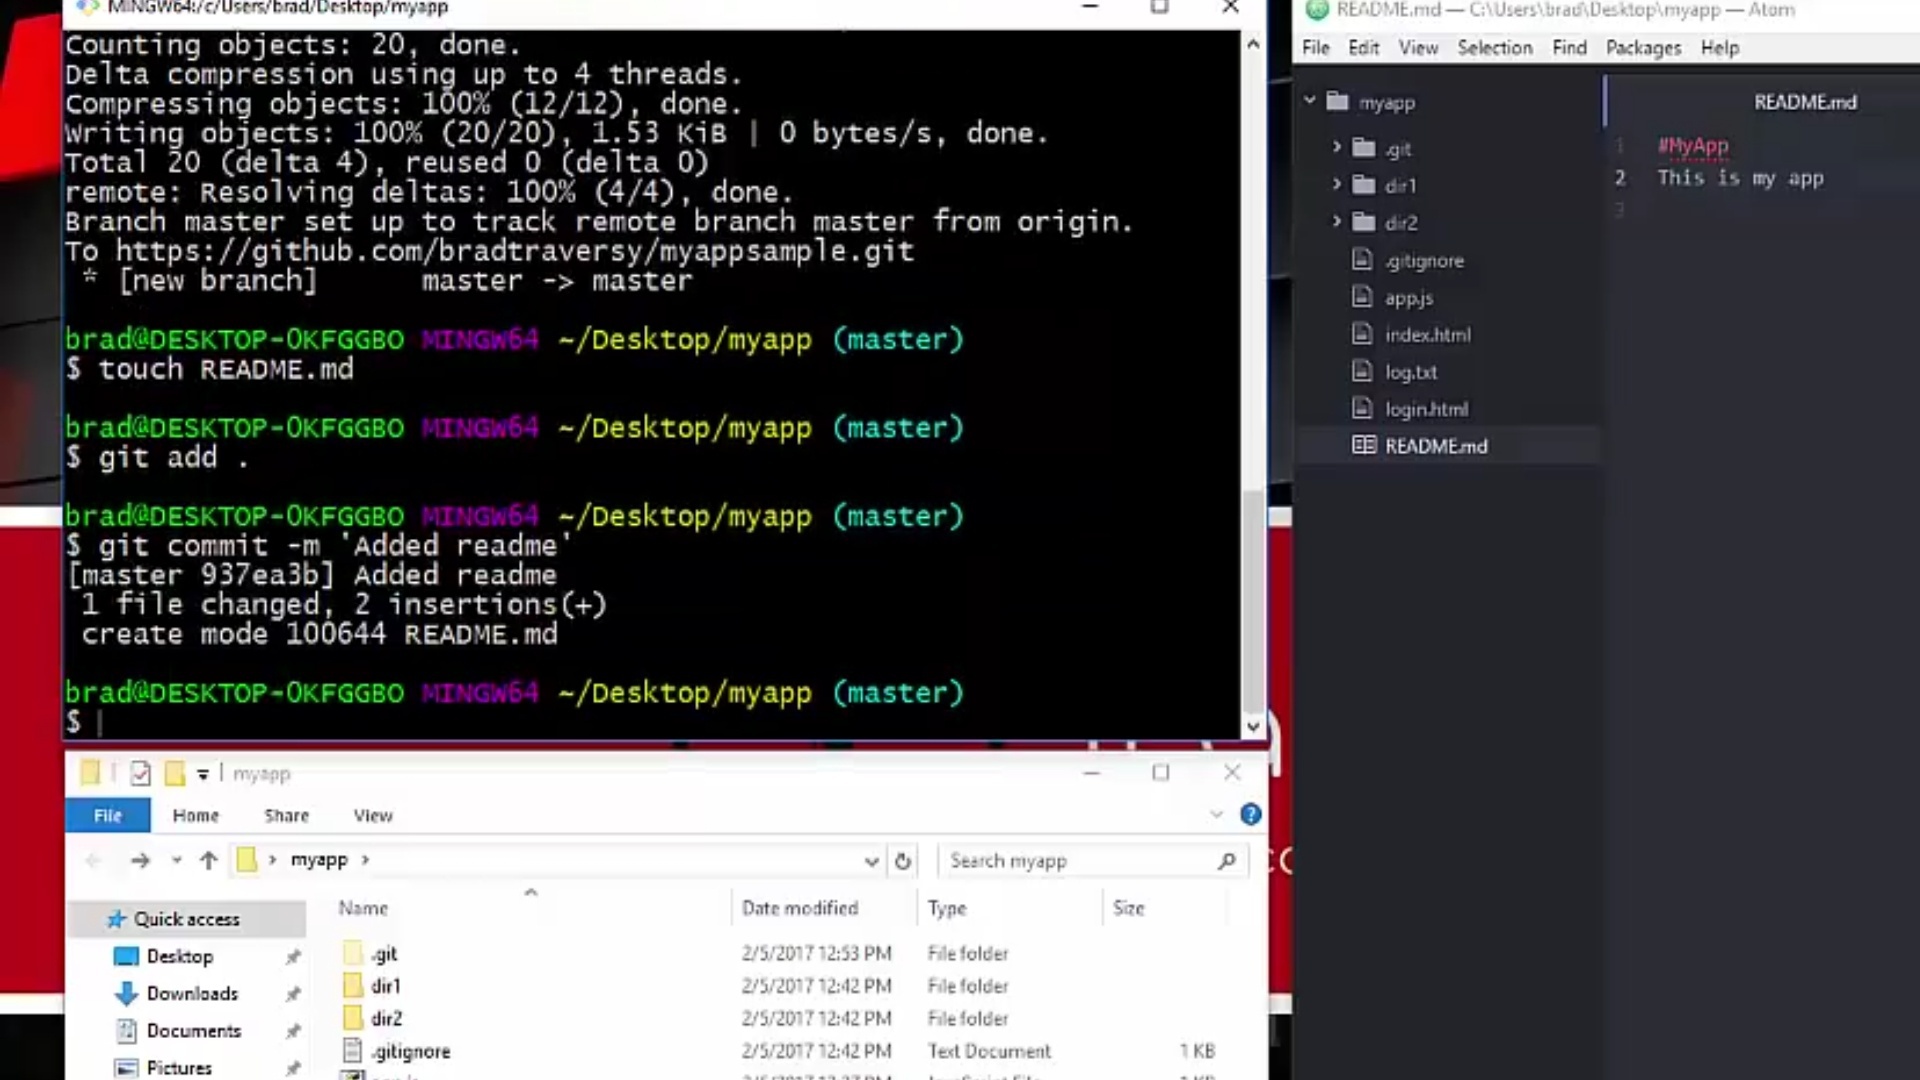 MINGW64:/c/Users/brad/Desktop/myapp
Counting objects: 20, done.
Delta compression using up to 4 threads.
Compressing objects: 100% (12/12), done.
Writing objects: 100% (20/20), 1.53 KiB | 0 bytes/s, done.
Total 20 (delta 4), reused 0 (delta 0)
remote: Resolving deltas: 100% (4/4), done.
Branch master set up to track remote branch master from origin.
To https://github.com/bradtraversy/myappsample.git
* [new branch]      master -> master
brad@DESKTOP-0KFGGBO MINGW64 ~/Desktop/myapp (master)
$ touch README.md
brad@DESKTOP-0KFGGBO MINGW64 ~/Desktop/myapp (master)
$ git add .
brad@DESKTOP-0KFGGBO MINGW64 ~/Desktop/myapp (master)
$ git commit -m 'Added readme'
[master 937ea3b] Added readme
1 file changed, 2 insertions(+)
create mode 100644 README.md
brad@DESKTOP-0KFGGBO MINGW64 ~/Desktop/myapp (master)
$
README.md — C:\Users\brad\Desktop\myapp — Atom
File Edit View Selection Find Packages Help
myapp
.git
dir1
dir2
.gitignore
app.js
index.html
log.txt
login.html
README.md
README.md
1 #MyApp
2 This is my app
3
myapp
File Home Share View
myapp
Search myapp
Name Date modified Type Size
Quick access
Desktop
Downloads
Documents
Pictures
.git 2/5/2017 12:53 PM File folder
dir1 2/5/2017 12:42 PM File folder
dir2 2/5/2017 12:42 PM File folder
.gitignore 2/5/2017 12:42 PM Text Document 1 KB